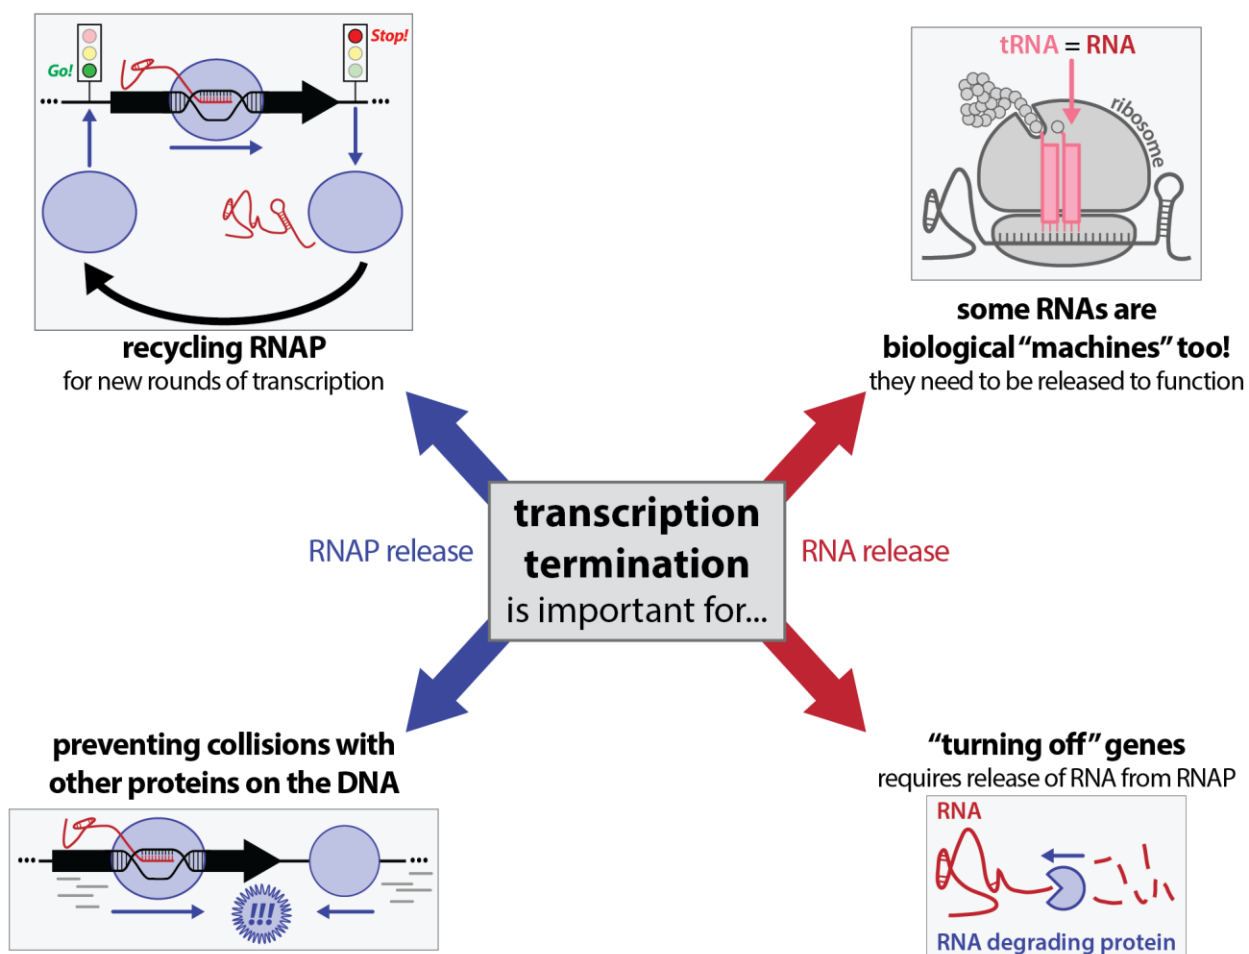 Go!
Stop!
...
...
recycling RNAP
for new rounds of transcription
tRNA = RNA
ribosome
some RNAs are
biological “machines” too!
they need to be released to function
transcription
termination
is important for...
RNAP release
RNA release
preventing collisions with
other proteins on the DNA
...
...
!!!
“turning off” genes
requires release of RNA from RNAP
RNA
RNA degrading protein